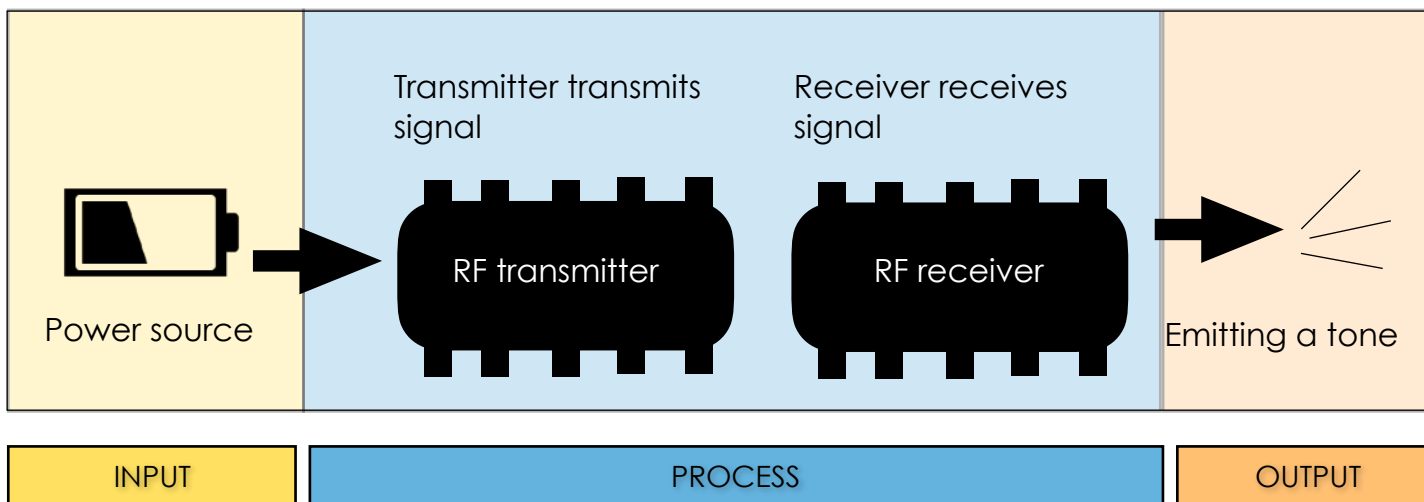 Transmitter transmits
signal
Receiver receives
signal
RF transmitter
RF receiver
Power source
Emitting a tone
INPUT
PROCESS
OUTPUT